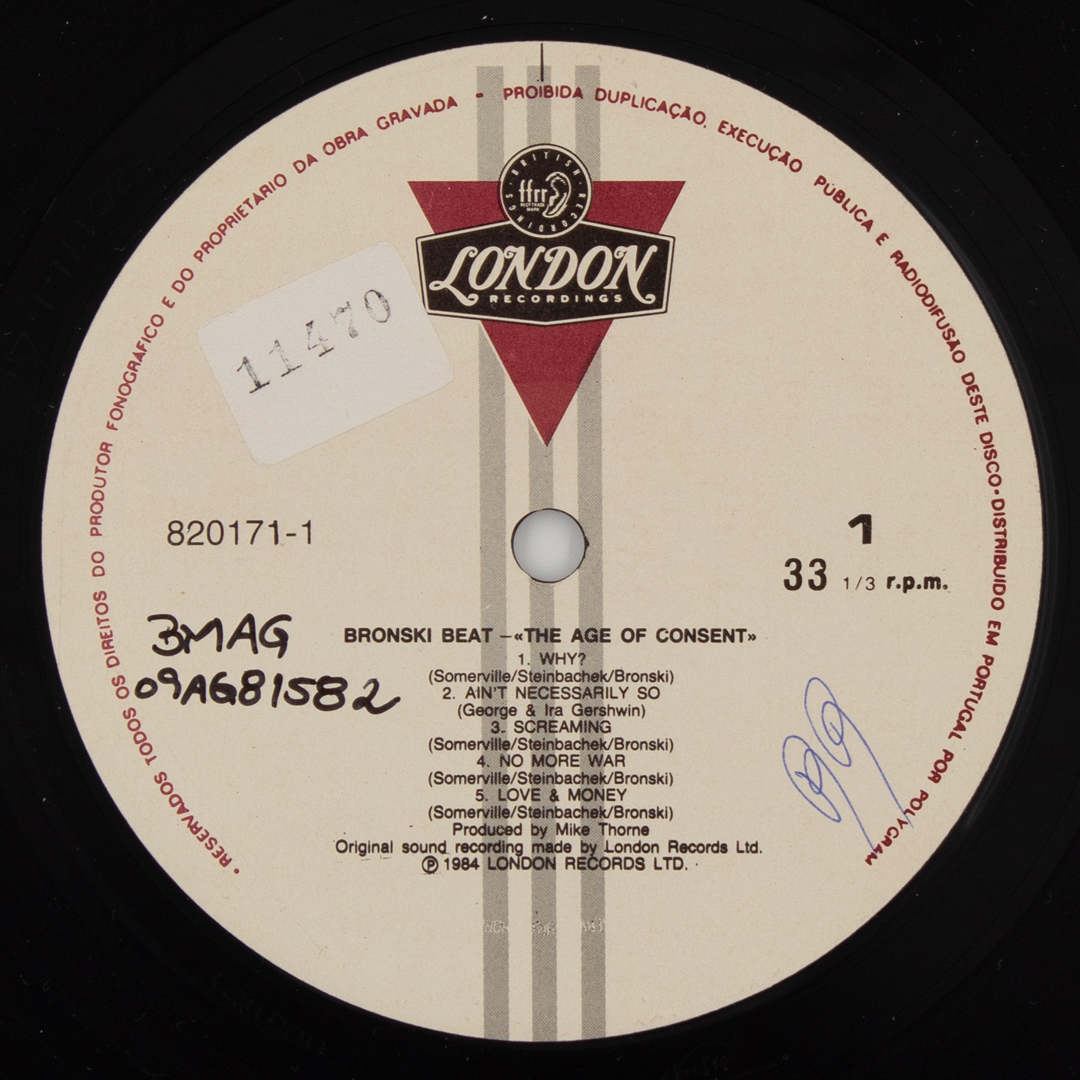 • RESERVADOS TODOS OS DIREITOS DO PRODUTOR FONOGRAFICO E DO PROPRIETARIO DA OBRA GRAVADA - PROIBIDA DUPLICAÇÃO, EXECUÇÃO PÚBLICA E RADIODIFUSÃO DESTE DISCO • DISTRIBUIDO EM PORTUGAL POR POLYGRAM
· BRITISH · RECORDINGS
ffrr
LONDON
RECORDINGS
11470
820171-1
1
33 1/3 r.p.m.
BMAG
09AG81582
BRONSKI BEAT –«THE AGE OF CONSENT»
1. WHY?
(Somerville/Steinbachek/Bronski)
2. AIN'T NECESSARILY SO
(George & Ira Gershwin)
3. SCREAMING
(Somerville/Steinbachek/Bronski)
4. NO MORE WAR
(Somerville/Steinbachek/Bronski)
5. LOVE & MONEY
(Somerville/Steinbachek/Bronski)
Produced by Mike Thorne
Original sound recording made by London Records Ltd.
Ⓟ 1984 LONDON RECORDS LTD.